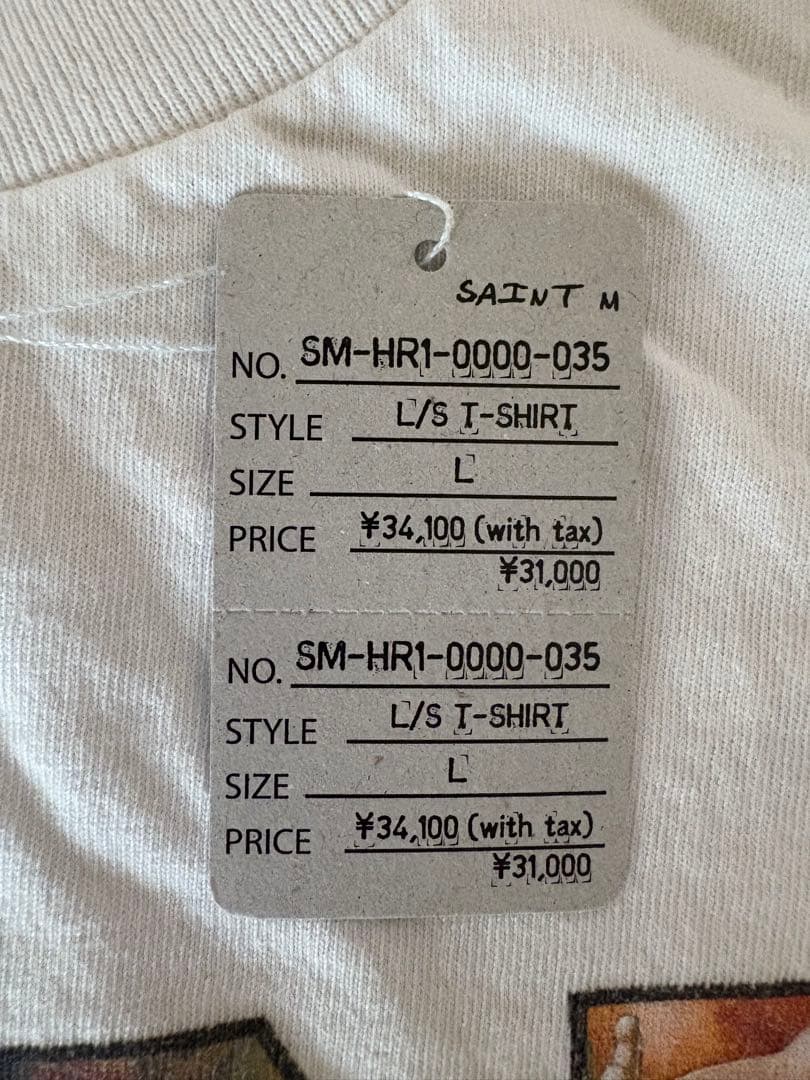 SAINT M
NO. SM-HR1-0000-035
STYLE L/S T-SHIRT
SIZE L
PRICE ¥34,100 (with tax)
¥31,000
NO. SM-HR1-0000-035
STYLE L/S T-SHIRT
SIZE L
PRICE ¥34,100 (with tax)
¥31,000